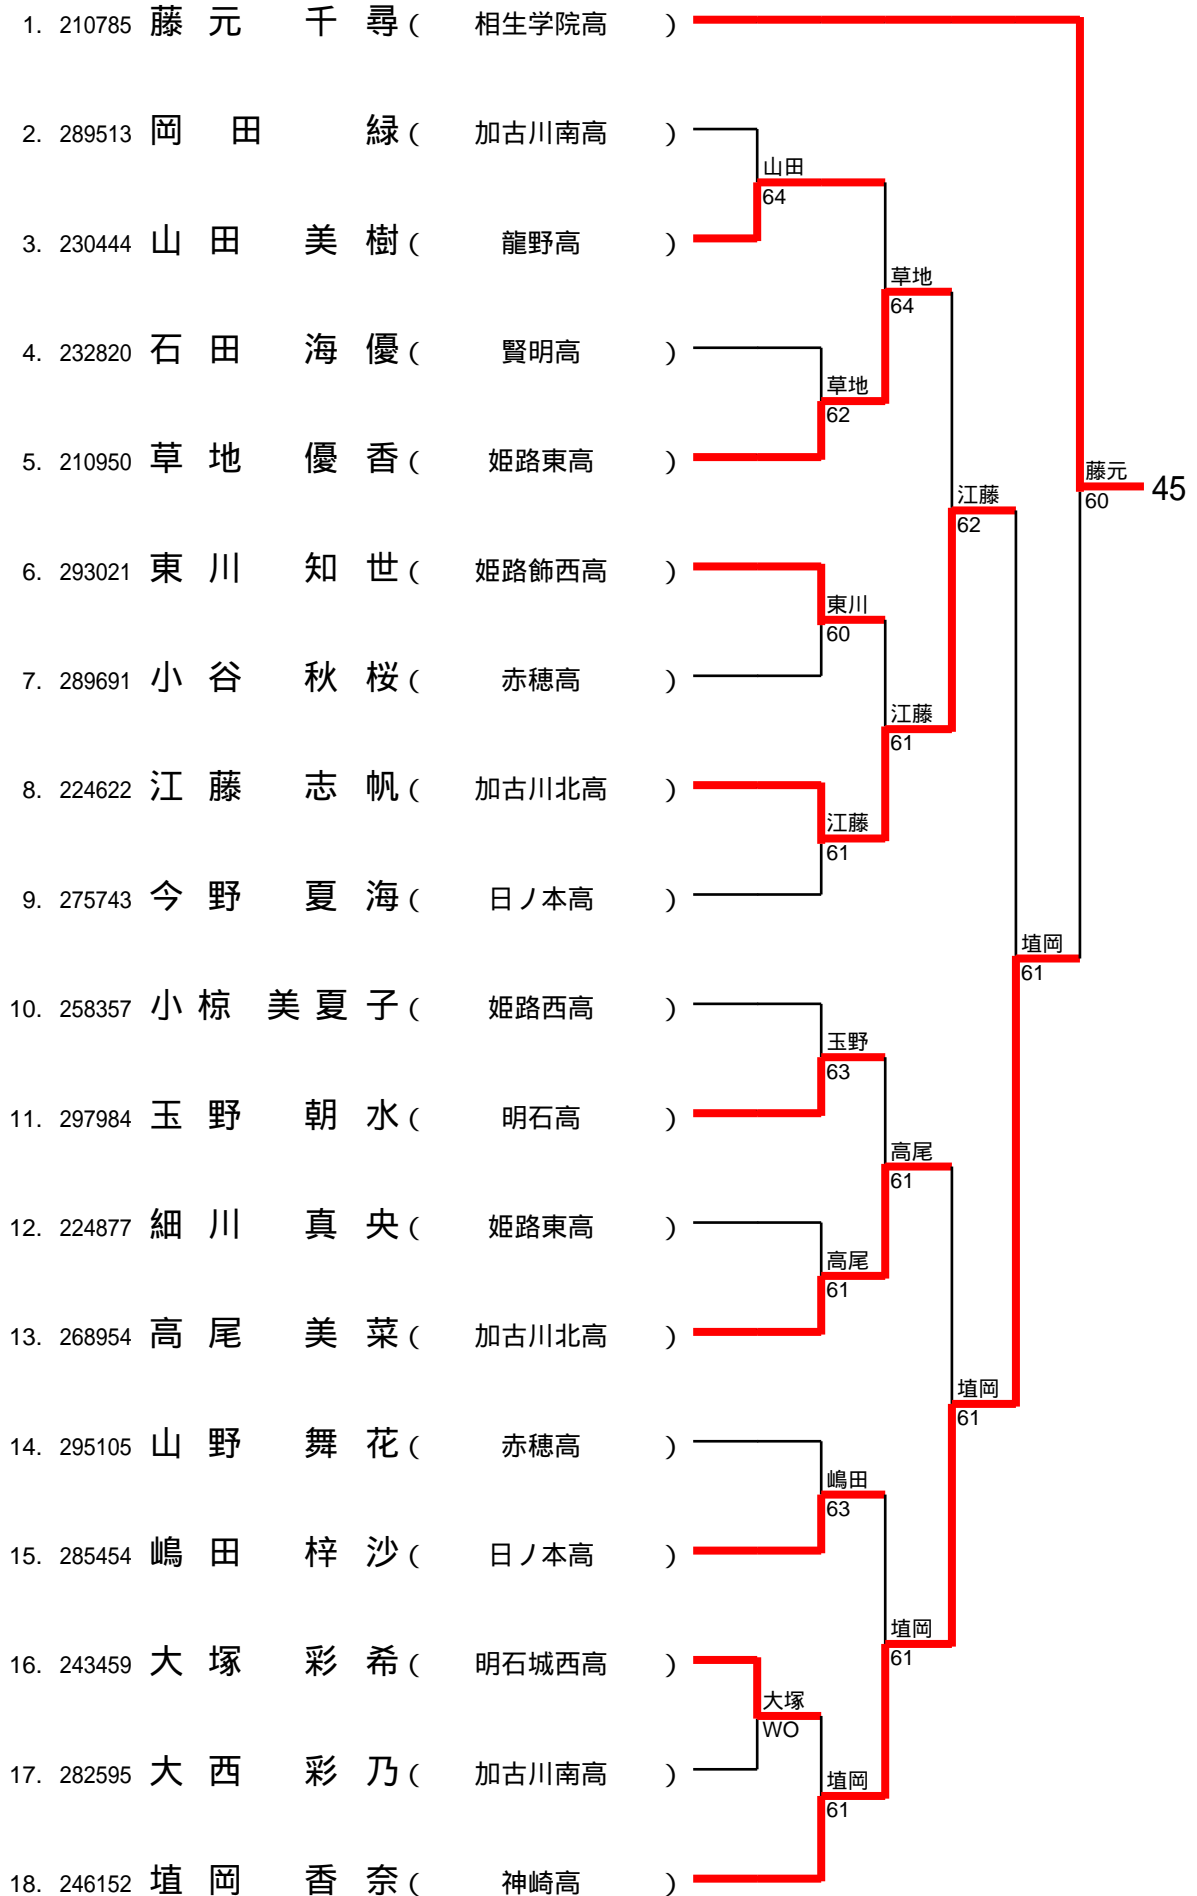 1. 210785 藤元 千尋 ( 相生学院高 )
2. 289513 岡田 緑 ( 加古川南高 )
山田
64
3. 230444 山田 美樹 ( 龍野高 )
草地
64
4. 232820 石田 海優 ( 賢明高 )
草地
62
5. 210950 草地 優香 ( 姫路東高 )
藤元
60
45
江藤
62
6. 293021 東川 知世 ( 姫路飾西高 )
東川
60
7. 289691 小谷 秋桜 ( 赤穂高 )
江藤
61
8. 224622 江藤 志帆 ( 加古川北高 )
江藤
61
9. 275743 今野 夏海 ( 日ノ本高 )
埴岡
61
10. 258357 小椋 美夏子 ( 姫路西高 )
玉野
63
11. 297984 玉野 朝水 ( 明石高 )
高尾
61
12. 224877 細川 真央 ( 姫路東高 )
高尾
61
13. 268954 高尾 美菜 ( 加古川北高 )
埴岡
61
14. 295105 山野 舞花 ( 赤穂高 )
嶋田
63
15. 285454 嶋田 梓沙 ( 日ノ本高 )
埴岡
61
16. 243459 大塚 彩希 ( 明石城西高 )
大塚
WO
17. 282595 大西 彩乃 ( 加古川南高 )
埴岡
61
18. 246152 埴岡 香奈 ( 神崎高 )